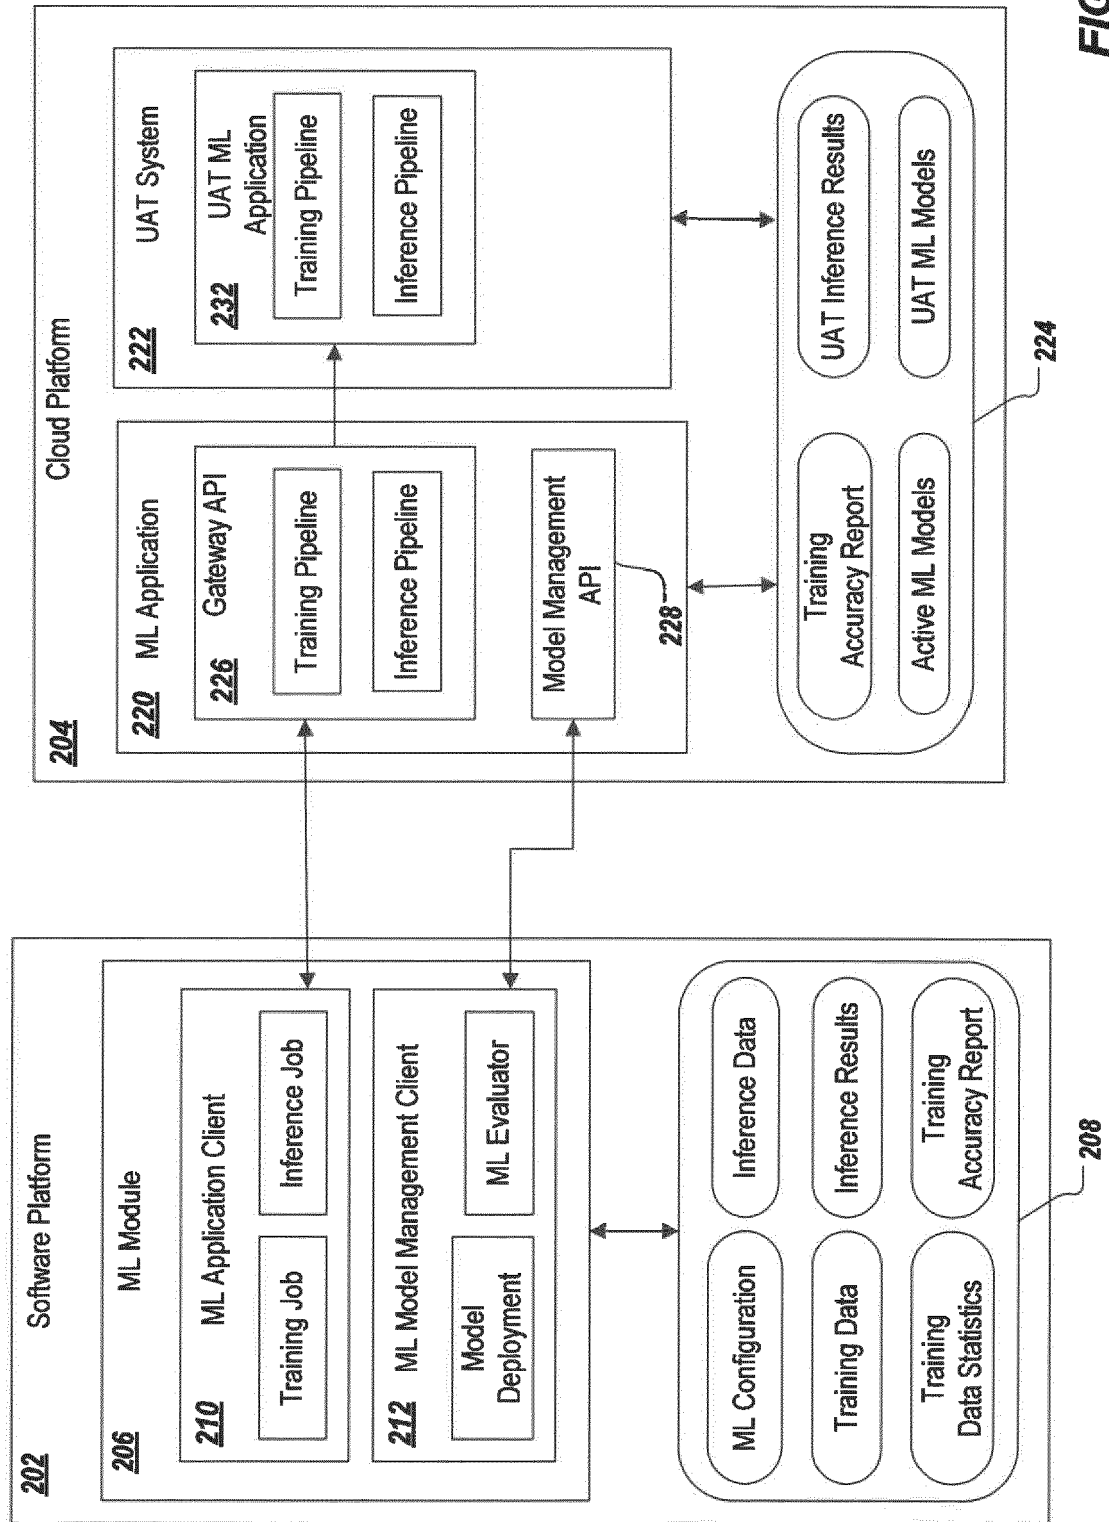 202
Software Platform
206
ML Module
210
ML Application Client
Training Job
Inference Job
212
ML Model Management Client
Model
Deployment
ML Evaluator
ML Configuration
Inference Data
Training Data
Inference Results
Training
Data Statistics
Training
Accuracy Report
208
204
Cloud Platform
220
ML Application
226
Gateway API
Training Pipeline
Inference Pipeline
Model Management
API
228
222
UAT System
232
UAT ML
Application
Training Pipeline
Inference Pipeline
Training
Accuracy Report
UAT Inference Results
Active ML Models
UAT ML Models
224
FIG